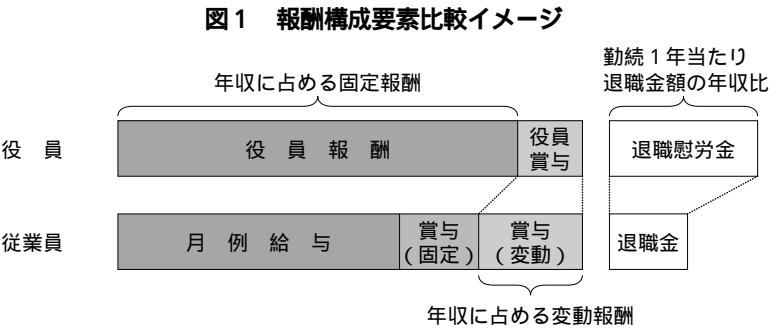 図１　報酬構成要素比較イメージ
勤続１年当たり
退職金額の年収比
年収に占める固定報酬
役　員
役　員　報　酬
役員
賞与
退職慰労金
従業員
月　例　給　与
賞与
（固定）
賞与
（変動）
退職金
年収に占める変動報酬